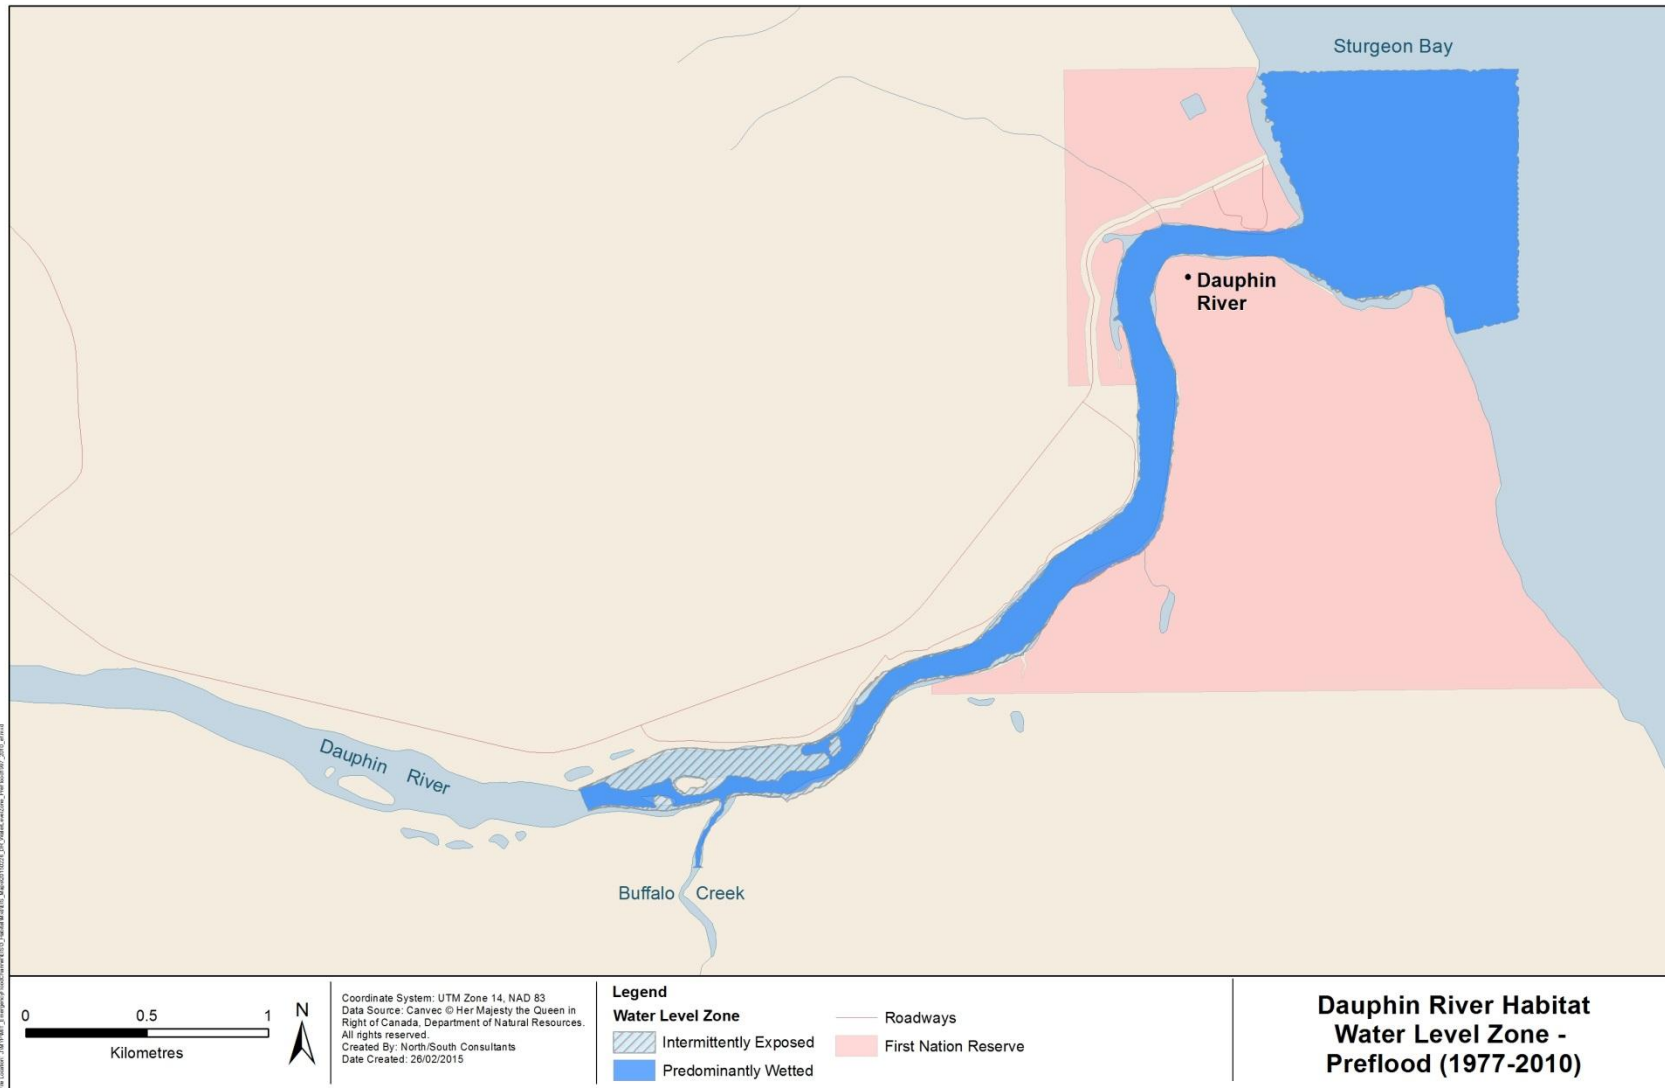 Sturgeon Bay
Dauphin
River
Dauphin River
Buffalo Creek
0 0.5 1
Kilometres
N
Coordinate System: UTM Zone 14, NAD 83
Data Source: Canvec © Her Majesty the Queen in
Right of Canada, Department of Natural Resources.
All rights reserved.
Created By: North/South Consultants
Date Created: 26/02/2015
Legend
Water Level Zone
Intermittently Exposed
Predominantly Wetted
Roadways
First Nation Reserve
Dauphin River Habitat
Water Level Zone -
Preflood (1977-2010)